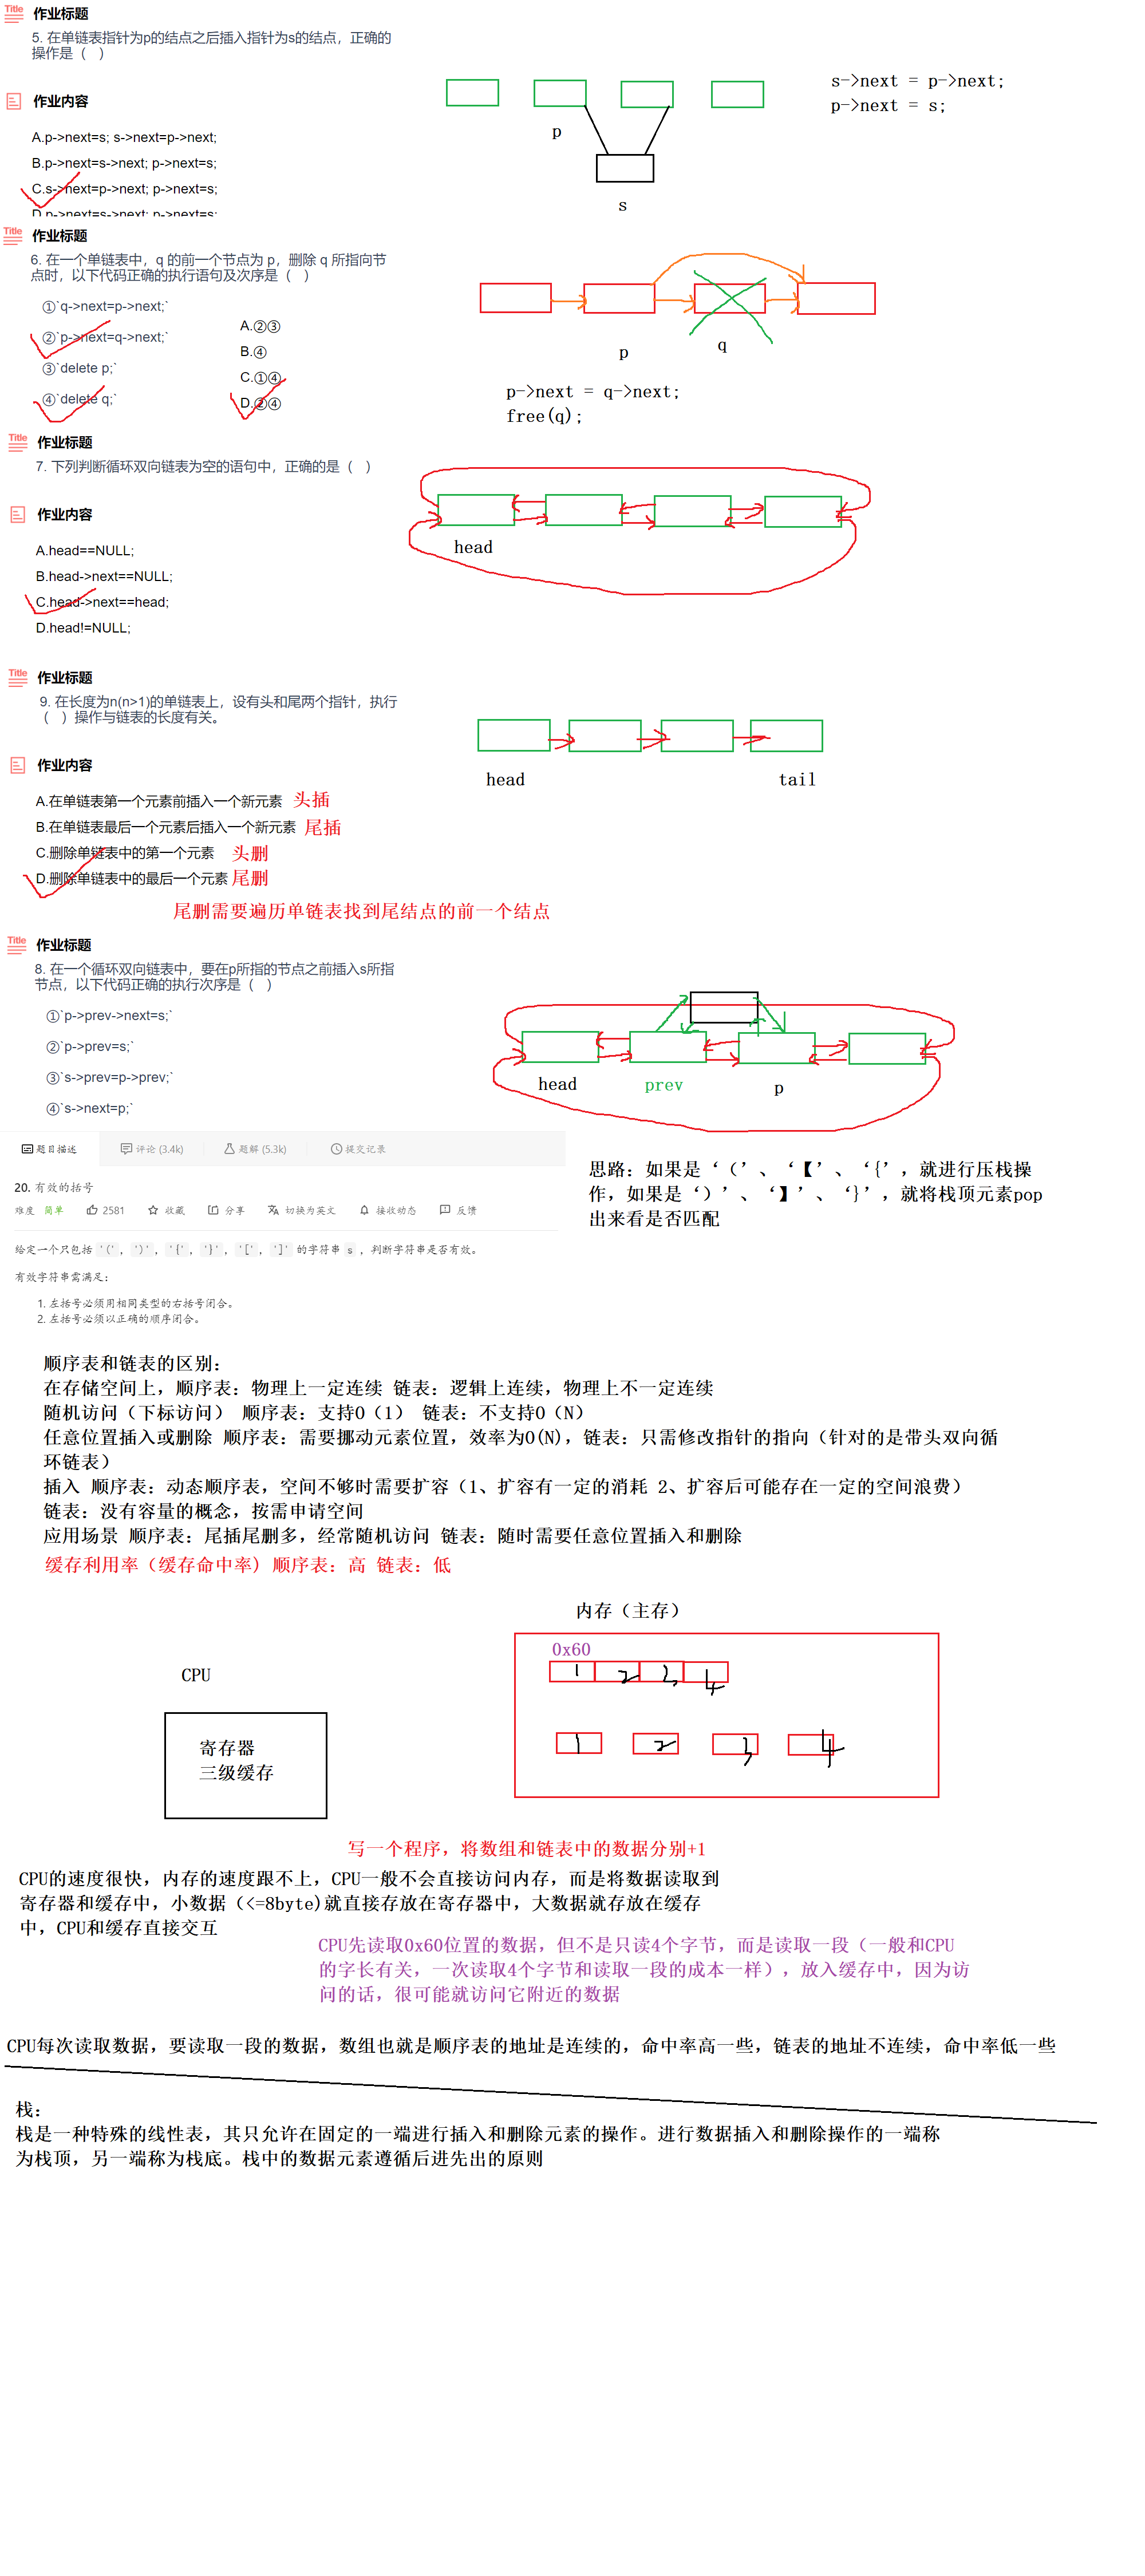 Title 作业标题
5. 在单链表指针为p的结点之后插入指针为s的结点，正确的
操作是（ ）
作业内容
A.p->next=s; s->next=p->next;
B.p->next=s->next; p->next=s;
C.s->next=p->next; p->next=s;
D.p->next=s->next; p->next=s;
p
s
s->next = p->next;
p->next = s;
Title 作业标题
6. 在一个单链表中，q 的前一个节点为 p，删除 q 所指向节
点时，以下代码正确的执行语句及次序是（ ）
①`q->next=p->next;`
②`p->next=q->next;`
③`delete p;`
④`delete q;`
A.②③
B.④
C.①④
D.②④
p
q
p->next = q->next;
free(q);
Title 作业标题
7. 下列判断循环双向链表为空的语句中，正确的是（ ）
作业内容
A.head==NULL;
B.head->next==NULL;
C.head->next==head;
D.head!=NULL;
head
Title 作业标题
9. 在长度为n(n>1)的单链表上，设有头和尾两个指针，执行
（ ）操作与链表的长度有关。
作业内容
A.在单链表第一个元素前插入一个新元素 头插
B.在单链表最后一个元素后插入一个新元素 尾插
C.删除单链表中的第一个元素 头删
D.删除单链表中的最后一个元素 尾删
尾删需要遍历单链表找到尾结点的前一个结点
head
tail
Title 作业标题
8. 在一个循环双向链表中，要在p所指的节点之前插入s所指
节点，以下代码正确的执行次序是（ ）
①`p->prev->next=s;`
②`p->prev=s;`
③`s->prev=p->prev;`
④`s->next=p;`
head
prev
p
题目描述 评论 (3.4k) 题解 (5.3k) 提交记录
20. 有效的括号
难度 简单 2581 收藏 分享 切换为英文 接收动态 反馈
给定一个只包括 '('，')'，'{'，'}'，'['，']' 的字符串 s ，判断字符串是否有效。
有效字符串需满足：
1. 左括号必须用相同类型的右括号闭合。
2. 左括号必须以正确的顺序闭合。
思路：如果是‘（’、‘【’、‘{’，就进行压栈操
作，如果是‘）’、‘】’、‘}’，就将栈顶元素pop
出来看是否匹配
顺序表和链表的区别：
在存储空间上，顺序表：物理上一定连续 链表：逻辑上连续，物理上不一定连续
随机访问（下标访问） 顺序表：支持O（1） 链表：不支持O（N）
任意位置插入或删除 顺序表：需要挪动元素位置，效率为O(N)，链表：只需修改指针的指向（针对的是带头双向循
环链表）
插入 顺序表：动态顺序表，空间不够时需要扩容（1、扩容有一定的消耗 2、扩容后可能存在一定的空间浪费）
链表：没有容量的概念，按需申请空间
应用场景 顺序表：尾插尾删多，经常随机访问 链表：随时需要任意位置插入和删除
缓存利用率（缓存命中率) 顺序表：高 链表：低
内存（主存）
CPU
寄存器
三级缓存
0x60
1 2 3 4
1 2 3 4
写一个程序，将数组和链表中的数据分别+1
CPU的速度很快，内存的速度跟不上，CPU一般不会直接访问内存，而是将数据读取到
寄存器和缓存中，小数据（<=8byte)就直接存放在寄存器中，大数据就存放在缓存
中，CPU和缓存直接交互
CPU先读取0x60位置的数据，但不是只读4个字节，而是读取一段（一般和CPU
的字长有关，一次读取4个字节和读取一段的成本一样），放入缓存中，因为访
问的话，很可能就访问它附近的数据
CPU每次读取数据，要读取一段的数据，数组也就是顺序表的地址是连续的，命中率高一些，链表的地址不连续，命中率低一些
栈：
栈是一种特殊的线性表，其只允许在固定的一端进行插入和删除元素的操作。进行数据插入和删除操作的一端称
为栈顶，另一端称为栈底。栈中的数据元素遵循后进先出的原则